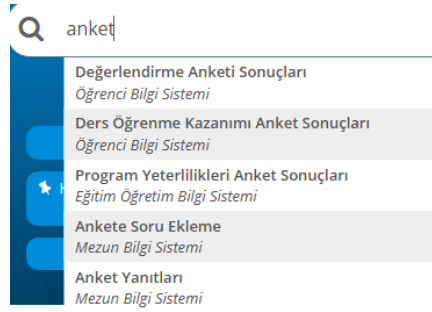 anket
Değerlendirme Anketi Sonuçları
Öğrenci Bilgi Sistemi
Ders Öğrenme Kazanımı Anket Sonuçları
Öğrenci Bilgi Sistemi
Program Yeterlilikleri Anket Sonuçları
Eğitim Öğretim Bilgi Sistemi
Ankete Soru Ekleme
Mezun Bilgi Sistemi
Anket Yanıtları
Mezun Bilgi Sistemi